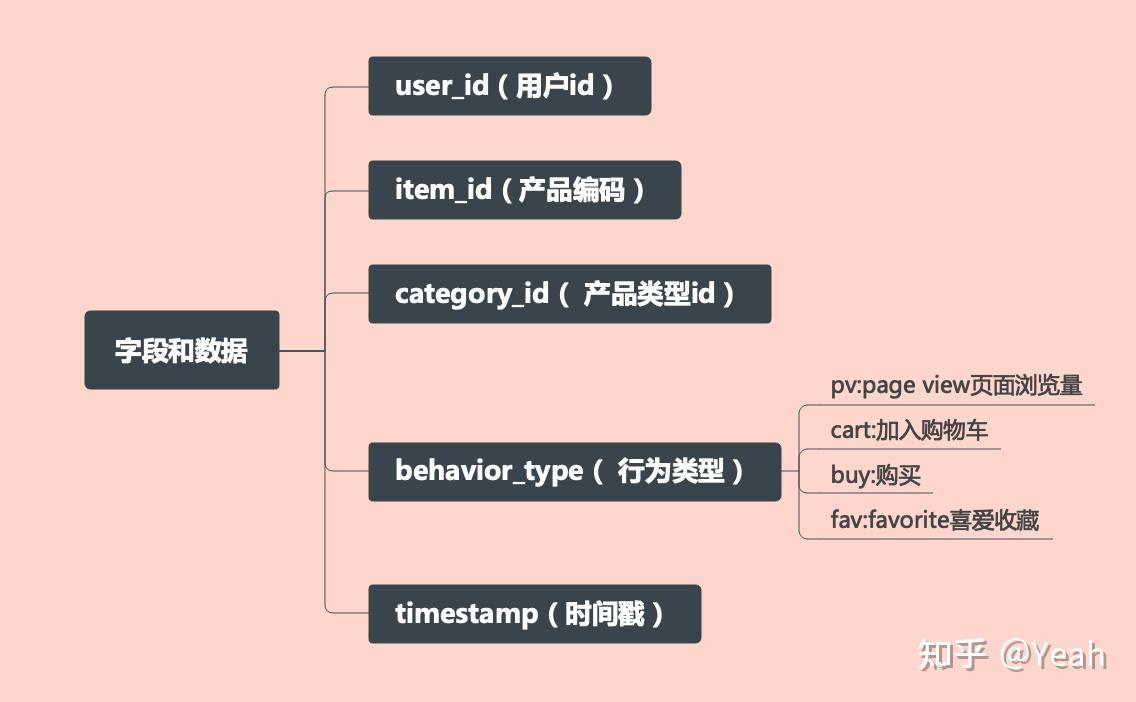 user_id（用户id）
item_id（产品编码）
category_id（ 产品类型id）
字段和数据
pv:page view页面浏览量
cart:加入购物车
behavior_type（ 行为类型）
buy:购买
fav:favorite喜爱收藏
timestamp（时间戳）
知乎 @Yeah